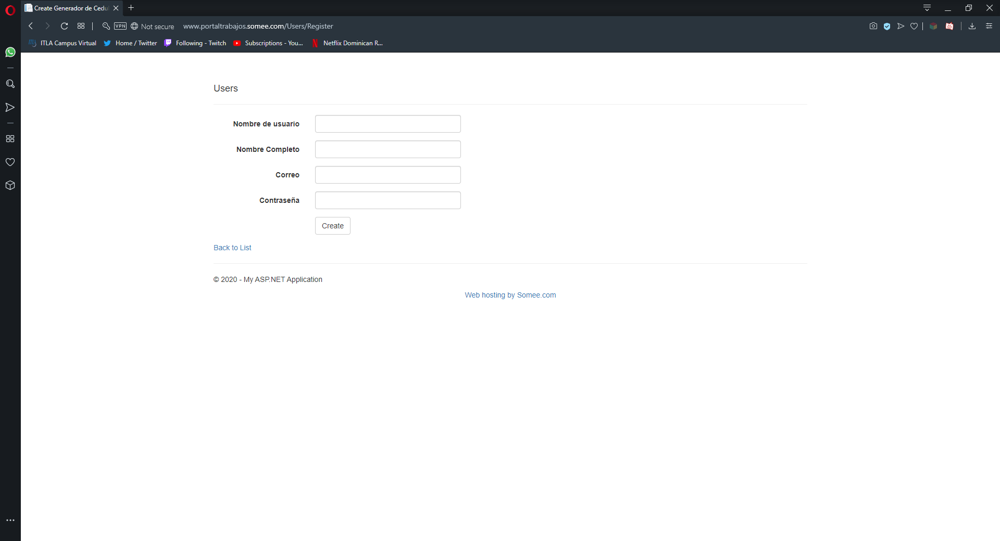 Create Generador de Cedul
VPN Not secure www.portaltrabajos.somee.com/Users/Register
ITLA Campus Virtual Home / Twitter Following - Twitch Subscriptions - You... Netflix Dominican R...
Users
Nombre de usuario
Nombre Completo
Correo
Contraseña
Create
Back to List
© 2020 - My ASP.NET Application
Web hosting by Somee.com